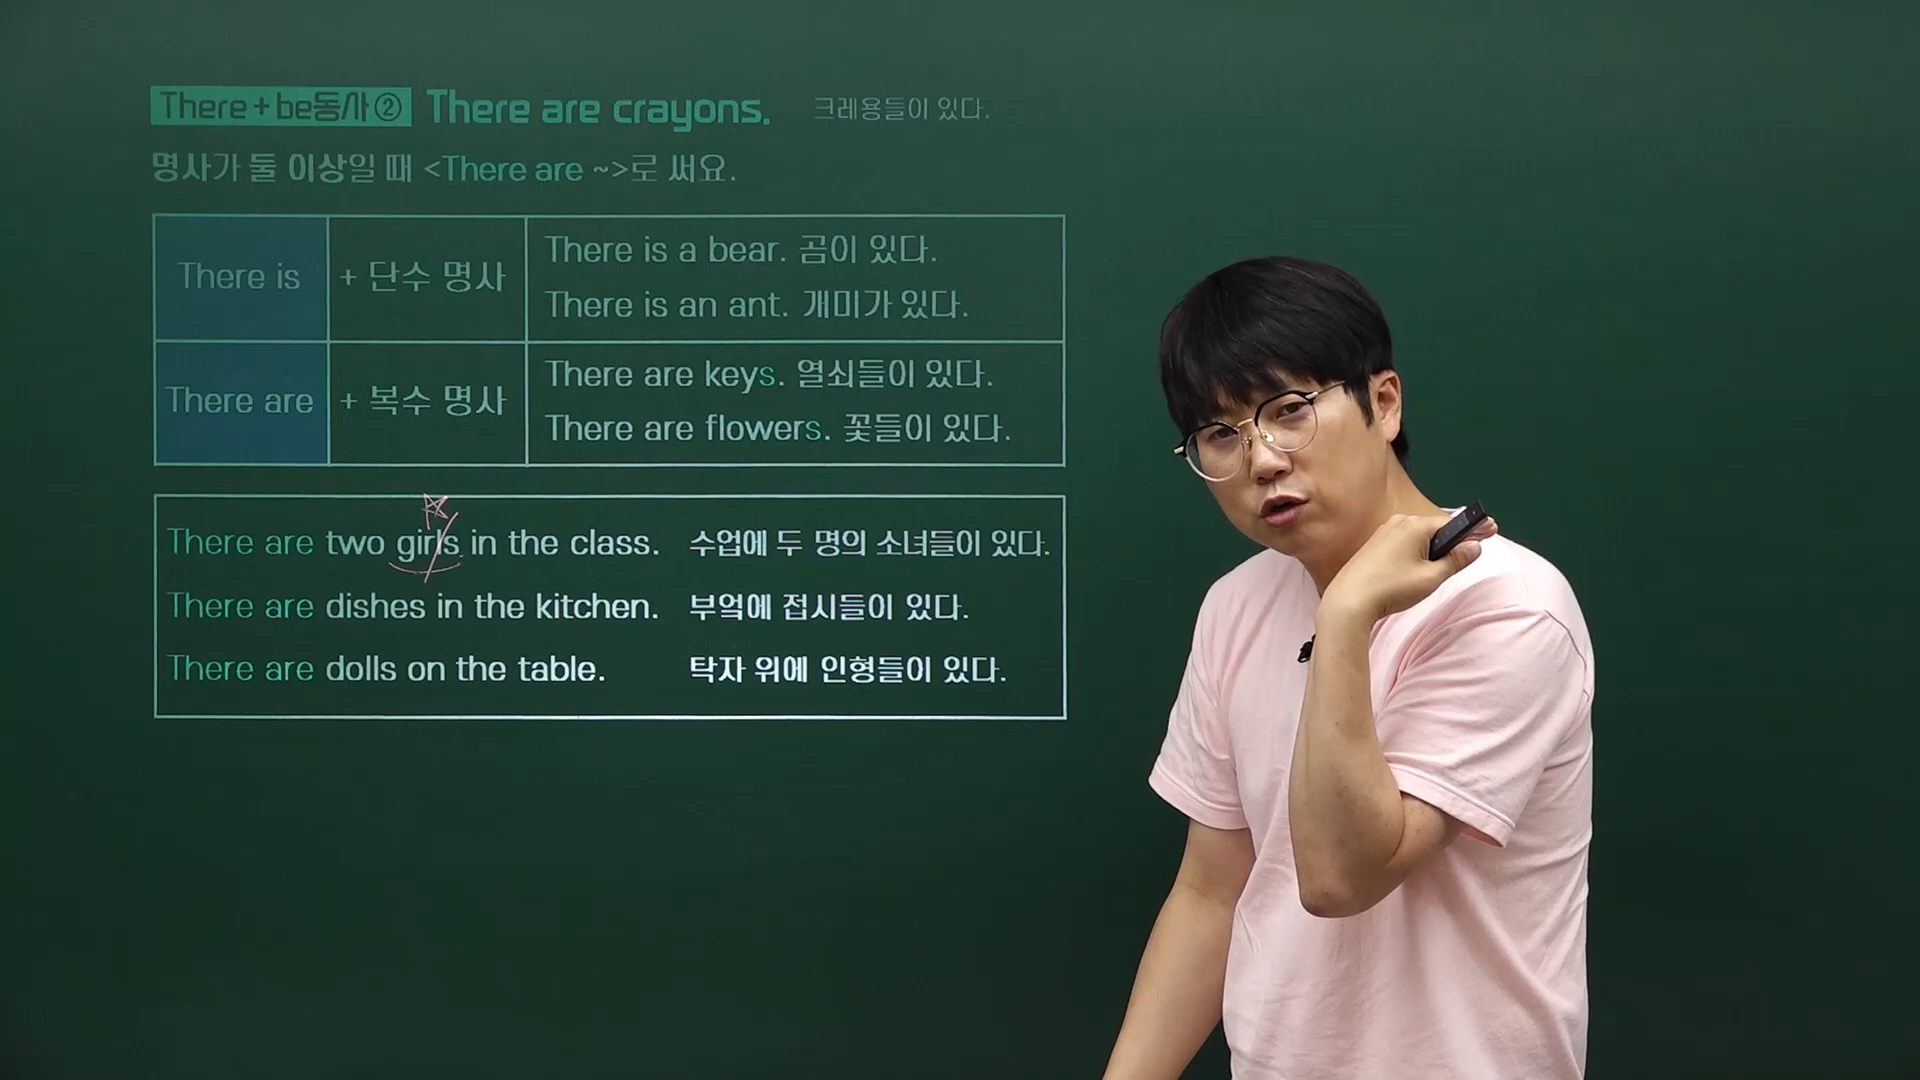 There + be동사 ② There are crayons. 크레용들이 있다.
명사가 둘 이상일 때 <There are ~>로 써요.
There is + 단수 명사 There is a bear. 곰이 있다.
There is an ant. 개미가 있다.
There are + 복수 명사 There are keys. 열쇠들이 있다.
There are flowers. 꽃들이 있다.
There are two girls in the class. 수업에 두 명의 소녀들이 있다.
There are dishes in the kitchen. 부엌에 접시들이 있다.
There are dolls on the table. 탁자 위에 인형들이 있다.